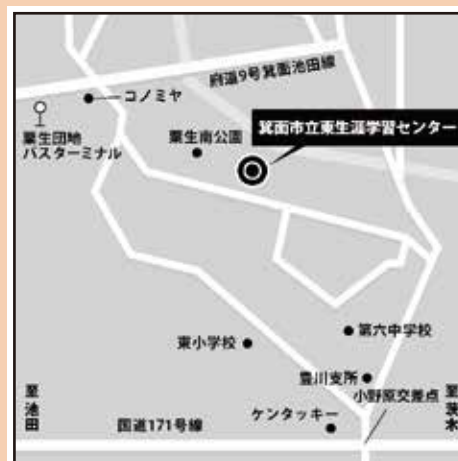 府道9号箕面池田線
コノミヤ
粟生団地
バスターミナル
粟生南公園
箕面市立東生涯学習センター
第六中学校
東小学校
豊川支所
小野原交差点
至池田
至茨木
ケンタッキー
国道171号線